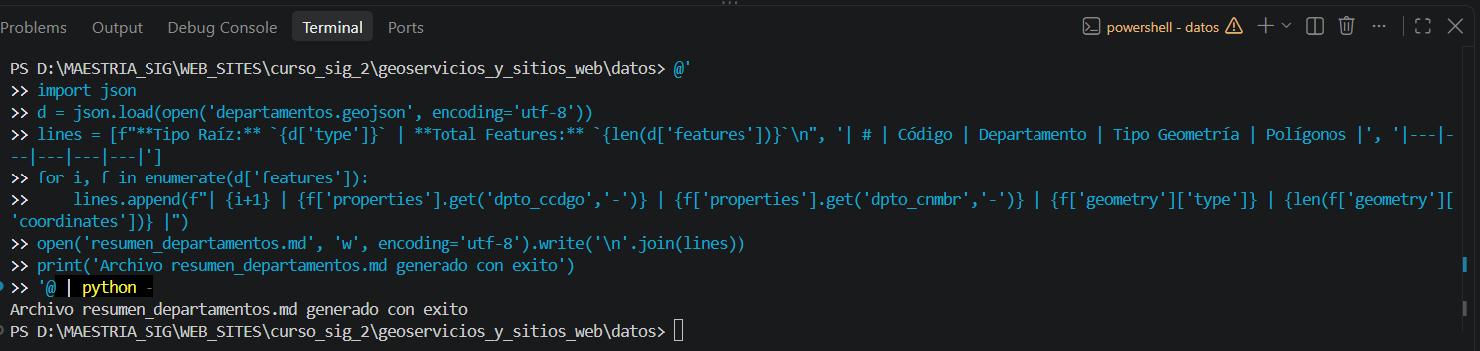 Problems Output Debug Console Terminal Ports powershell - datos
PS D:\MAESTRIA_SIG\WEB_SITES\curso_sig_2\geoservicios_y_sitios_web\datos> @'
>> import json
>> d = json.load(open('departamentos.geojson', encoding='utf-8'))
>> lines = [f"**Tipo Raíz:** `{d['type']}` | **Total Features:** `{len(d['features'])}`\n", '| # | Código | Departamento | Tipo Geometría | Polígonos |', '|---|-
--|---|---|---|']
>> for i, f in enumerate(d['features']):
>>     lines.append(f"| {i+1} | {f['properties'].get('dpto_ccdgo','-')} | {f['properties'].get('dpto_cnmbr','-')} | {f['geometry']['type']} | {len(f['geometry'][
'coordinates'])} |")
>> open('resumen_departamentos.md', 'w', encoding='utf-8').write('\n'.join(lines))
>> print('Archivo resumen_departamentos.md generado con exito')
>> '@ | python -
Archivo resumen_departamentos.md generado con exito
PS D:\MAESTRIA_SIG\WEB_SITES\curso_sig_2\geoservicios_y_sitios_web\datos>